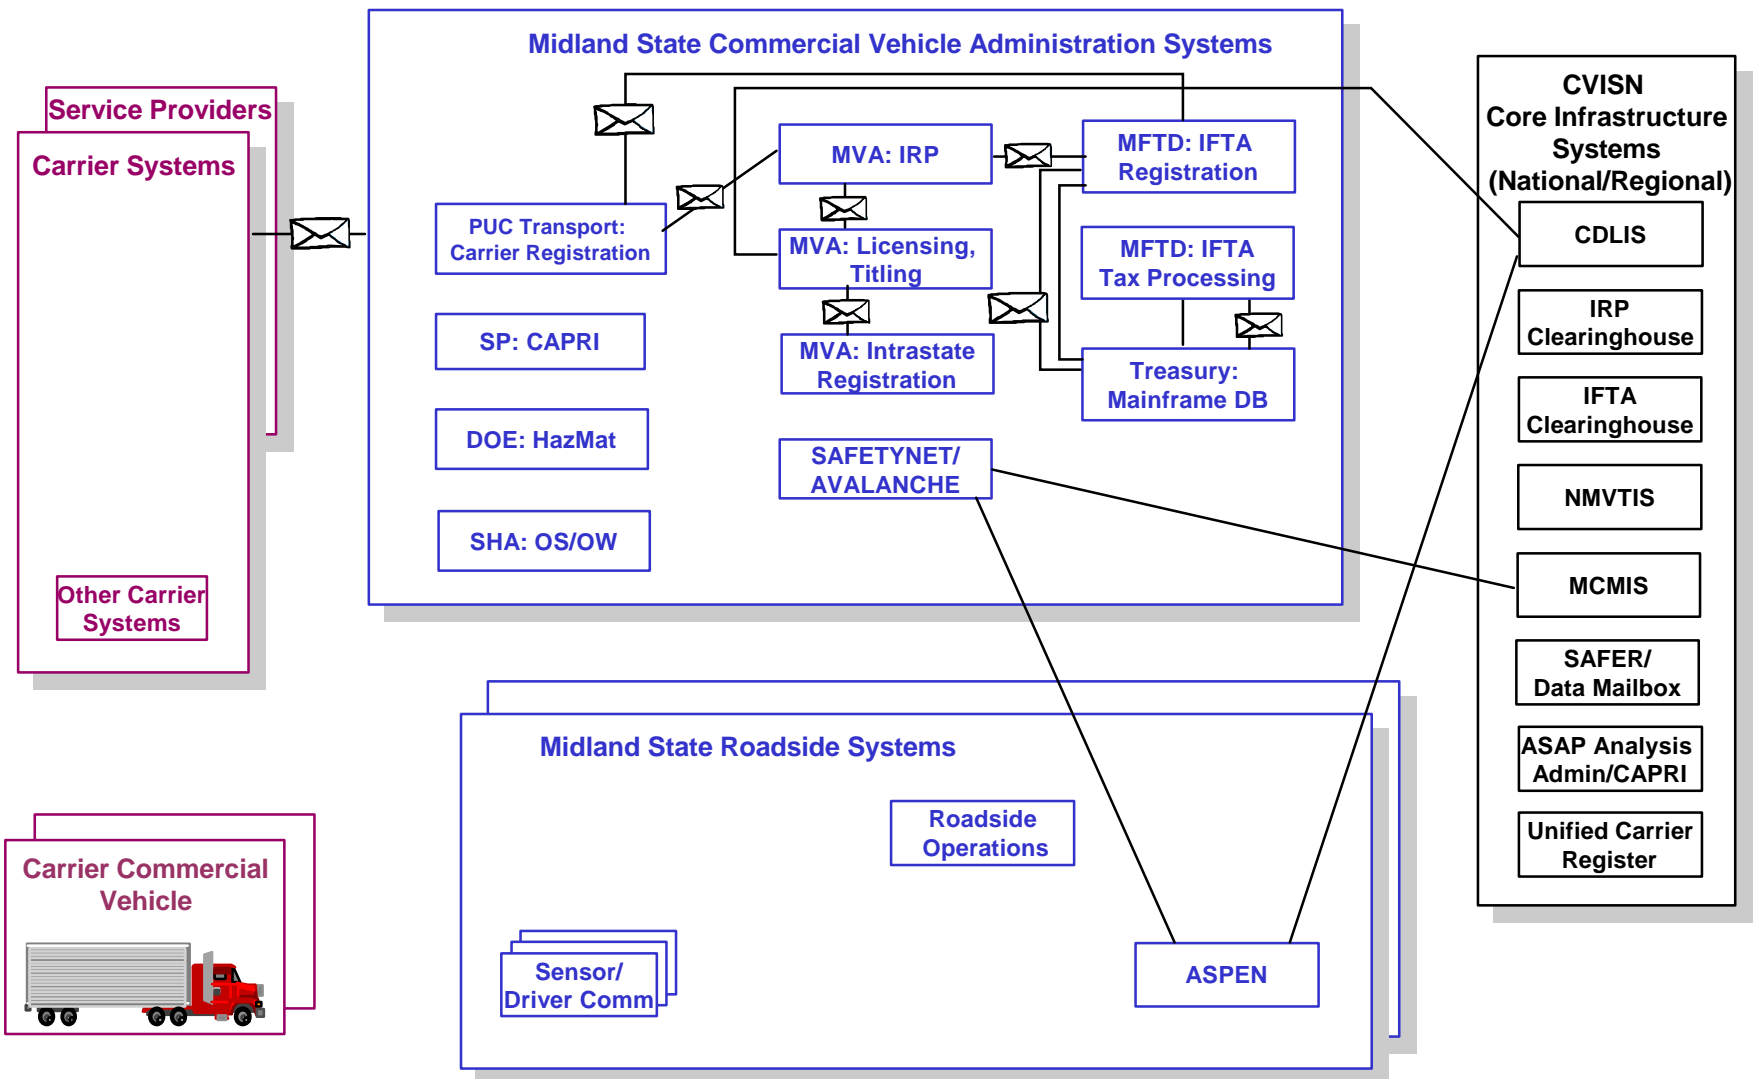 Midland State Commercial Vehicle Administration Systems
Service Providers
Carrier Systems
Other Carrier
Systems
PUC Transport:
Carrier Registration
SP: CAPRI
DOE: HazMat
SHA: OS/OW
MVA: IRP
MVA: Licensing,
Titling
MVA: Intrastate
Registration
SAFETYNET/
AVALANCHE
MFTD: IFTA
Registration
MFTD: IFTA
Tax Processing
Treasury:
Mainframe DB
CVISN
Core Infrastructure
Systems
(National/Regional)
CDLIS
IRP
Clearinghouse
IFTA
Clearinghouse
NMVTIS
MCMIS
SAFER/
Data Mailbox
ASAP Analysis
Admin/CAPRI
Unified Carrier
Register
Midland State Roadside Systems
Roadside
Operations
Sensor/
Driver Comm
ASPEN
Carrier Commercial
Vehicle